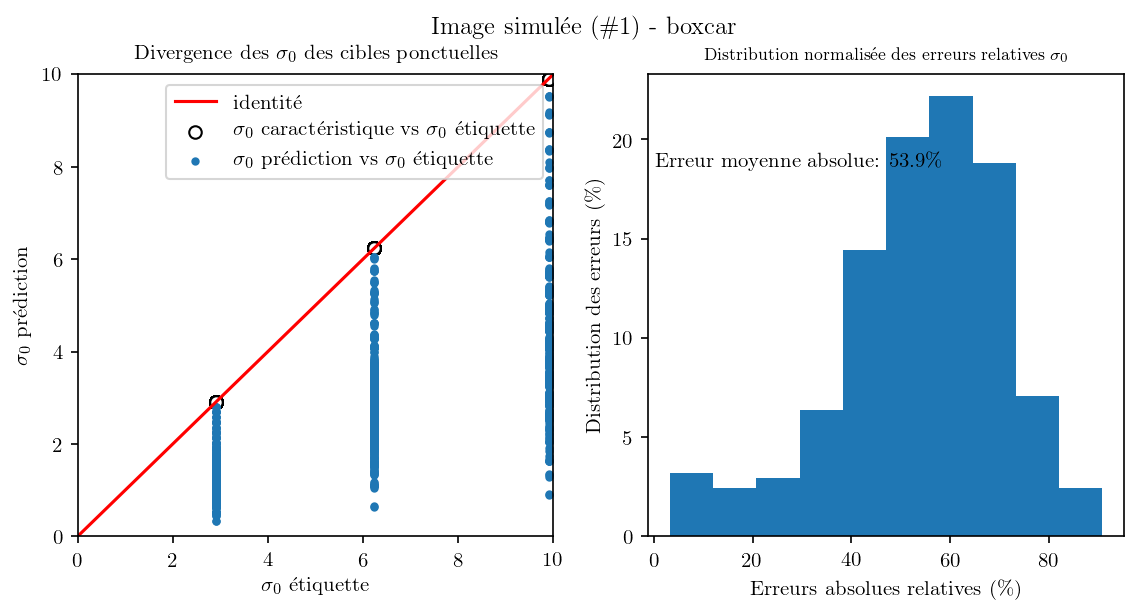 Image simulée (#1) - boxcar
Divergence des σ0 des cibles ponctuelles
identité
σ0 caractéristique vs σ0 étiquette
σ0 prédiction vs σ0 étiquette
σ0 prédiction
10
8
6
4
2
0
0 2 4 6 8 10
σ0 étiquette
Distribution normalisée des erreurs relatives σ0
Erreur moyenne absolue: 53.9%
Distribution des erreurs (%)
20
15
10
5
0
0 20 40 60 80
Erreurs absolues relatives (%)